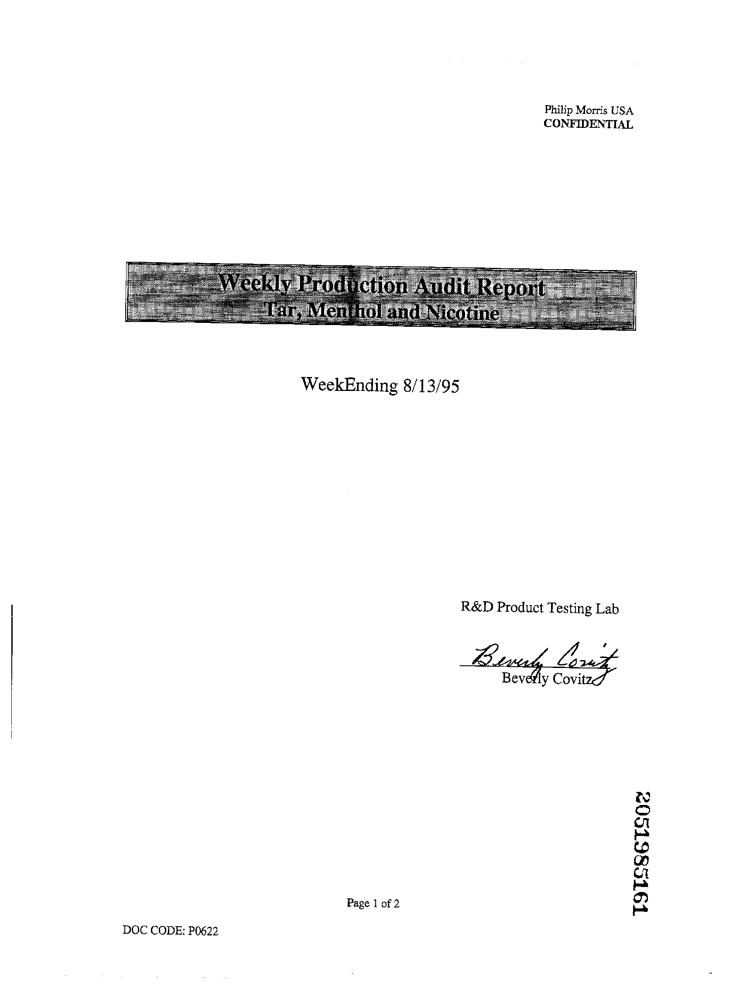 Philip Morris USA
CONFIDENTIAL
Weekly Production Audit Report
Tar, Menthol and Nicotine
WeekEnding 8/13/95
R&D Product Testing Lab
Beverly Covitz
Beverly Covitz
2051985161
Page 1 of 2
DOC CODE: P0622